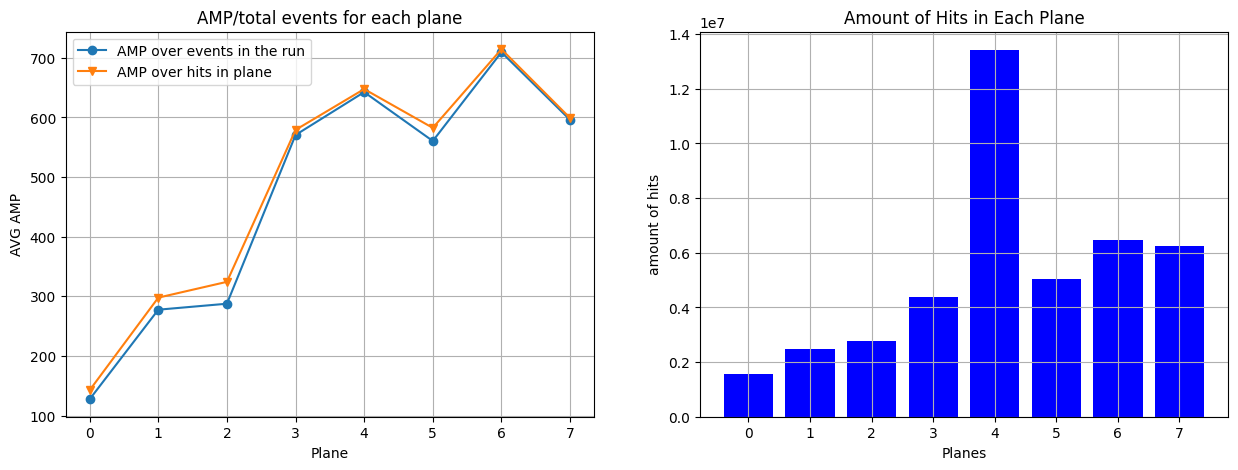 AMP/total events for each plane
AMP over events in the run
AMP over hits in plane
700
600
500
400
300
200
100
AVG AMP
0 1 2 3 4 5 6 7
Plane
Amount of Hits in Each Plane
1e7
1.4
1.2
1.0
0.8
0.6
0.4
0.2
0.0
amount of hits
0 1 2 3 4 5 6 7
Planes